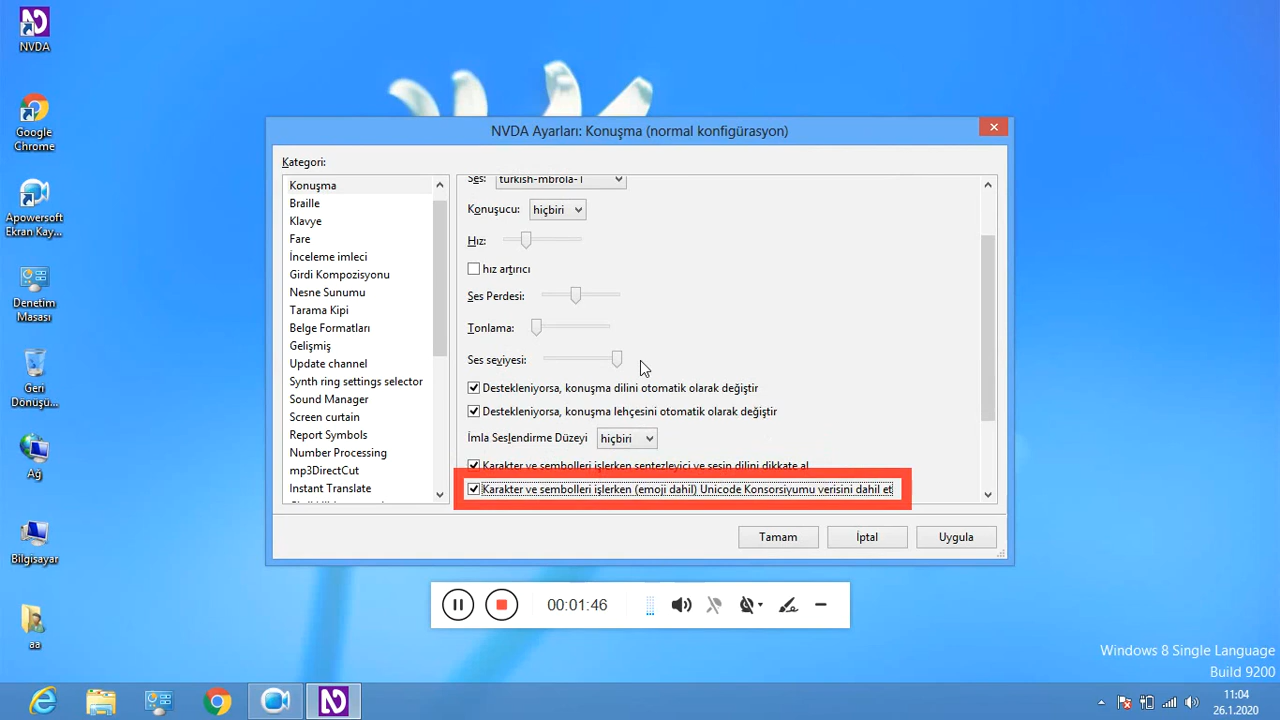 NVDA
Google
Chrome
Apowersoft
Ekran Kay...
Denetim
Masası
Geri
Dönüşü...
Ağ
Bilgisayar
aa
NVDA Ayarları: Konuşma (normal konfigürasyon)
Kategori:
Konuşma
Braille
Klavye
Fare
İnceleme imleci
Girdi Kompozisyonu
Nesne Sunumu
Tarama Kipi
Belge Formatları
Gelişmiş
Update channel
Synth ring settings selector
Sound Manager
Screen curtain
Report Symbols
Number Processing
mp3DirectCut
Instant Translate
Ses: turkish-mbrola-1
Konuşucu: hiçbiri
Hız:
hız artırıcı
Ses Perdesi:
Tonlama:
Ses seviyesi:
Destekleniyorsa, konuşma dilini otomatik olarak değiştir
Destekleniyorsa, konuşma lehçesini otomatik olarak değiştir
İmla Seslendirme Düzeyi hiçbiri
Karakter ve sembolleri işlerken sentezleyici ve sesin dilini dikkate al
Karakter ve sembolleri işlerken (emoji dahil) Unicode Konsorsiyumu verisini dahil et
Tamam İptal Uygula
00:01:46
Windows 8 Single Language
Build 9200
11:04
26.1.2020